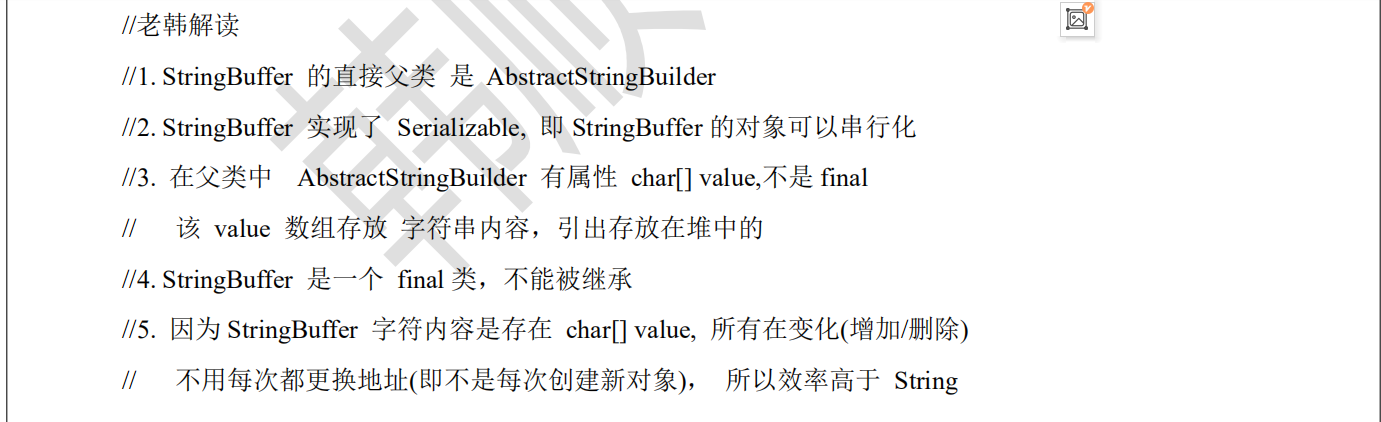 //老韩解读
//1. StringBuffer 的直接父类 是 AbstractStringBuilder
//2. StringBuffer 实现了 Serializable, 即 StringBuffer 的对象可以串行化
//3. 在父类中 AbstractStringBuilder 有属性 char[] value,不是 final
// 该 value 数组存放 字符串内容，引出存放在堆中的
//4. StringBuffer 是一个 final 类，不能被继承
//5. 因为 StringBuffer 字符内容是存在 char[] value, 所有在变化(增加/删除)
// 不用每次都更换地址(即不是每次创建新对象)， 所以效率高于 String
韩顺